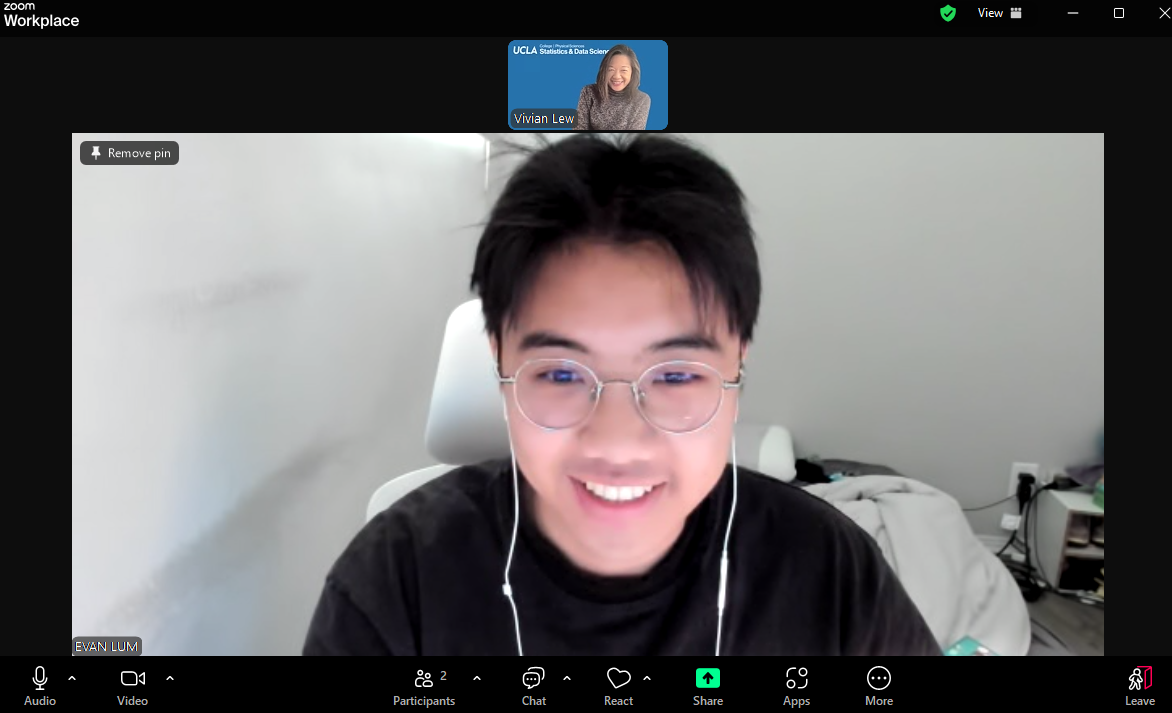 zoom
Workplace
View
UCLA College | Physical Sciences
Statistics & Data Scien
Vivian Lew
Remove pin
EVAN LUM
Audio
Video
2
Participants
Chat
React
Share
Apps
More
Leave